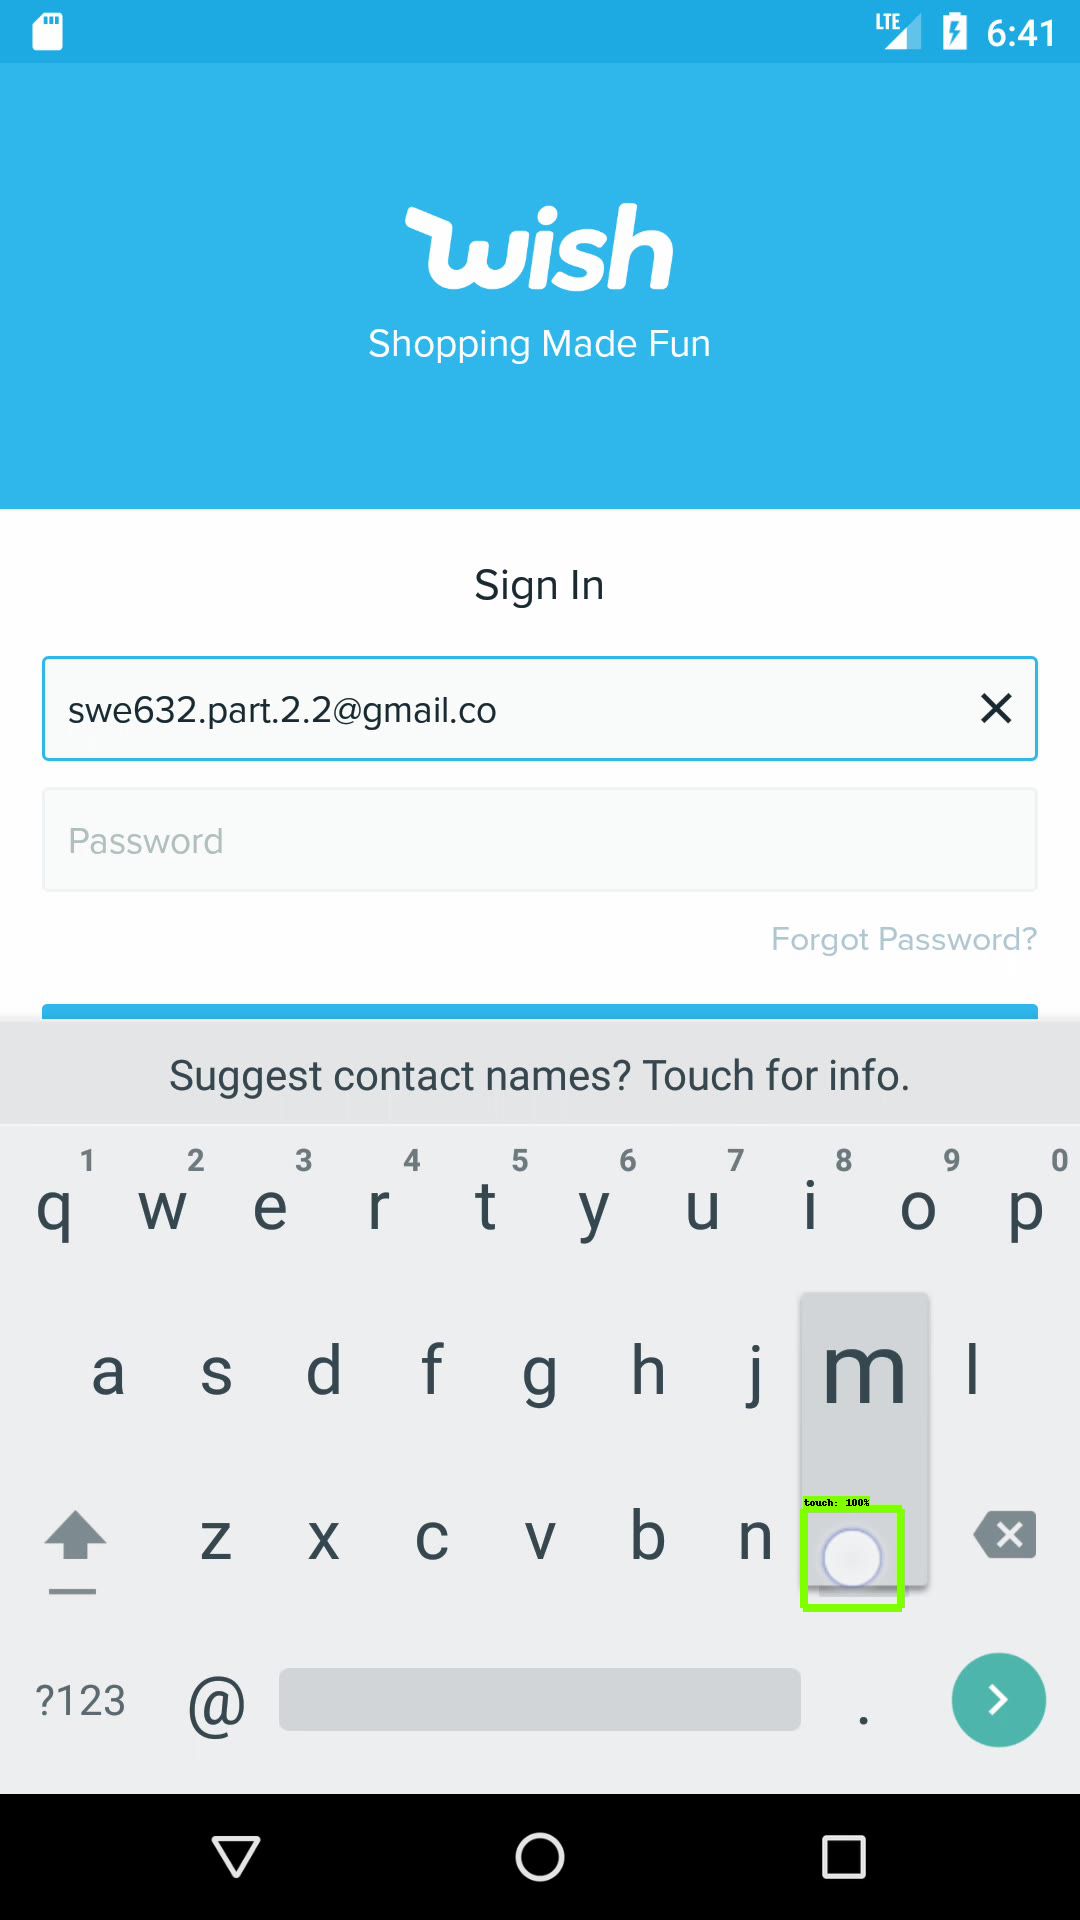 LTE 6:41
wish
Shopping Made Fun
Sign In
swe632.part.2.2@gmail.co
Password
Forgot Password?
Suggest contact names? Touch for info.
1 2 3 4 5 6 7 8 9 0
q w e r t y u i o p
a s d f g h j m l
touch: 100%
z x c v b n
?123 @ .